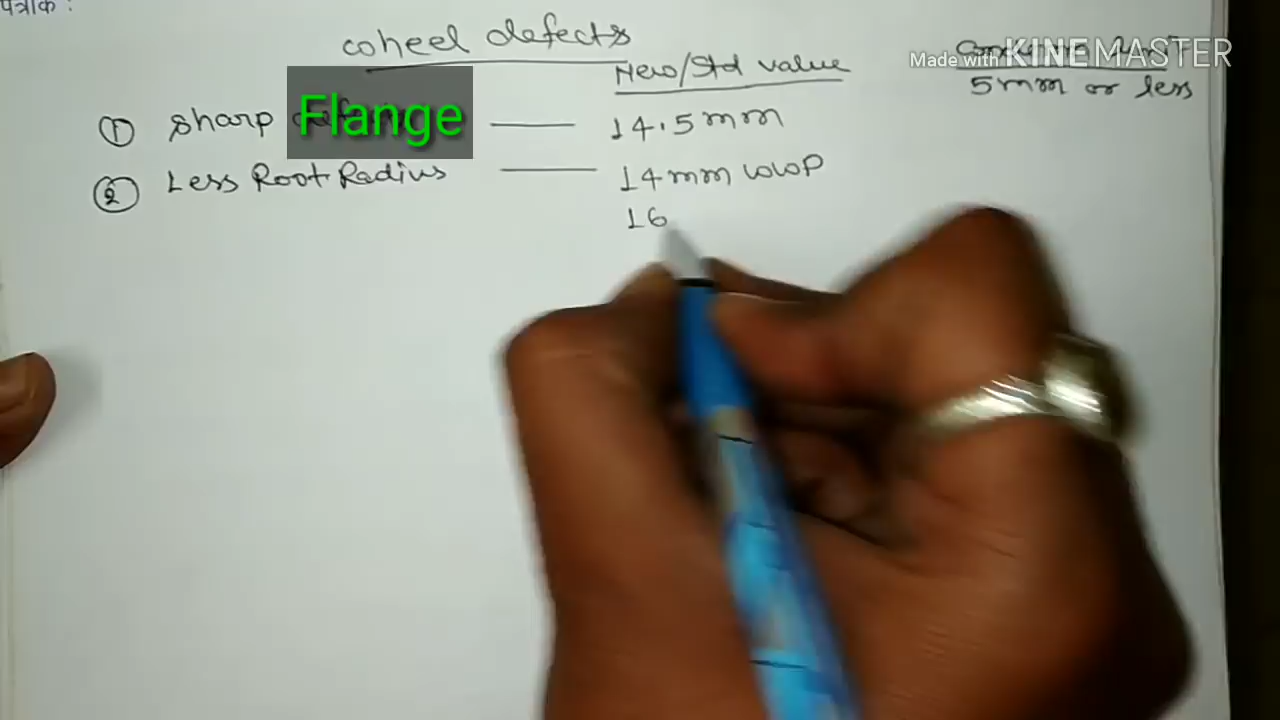 पत्रांक :
wheel defects
New/Std value
Made with KINEMASTER
5mm or less
① sharp Flange — 14.5mm
② Less Root Radius — 14mm WWP
16